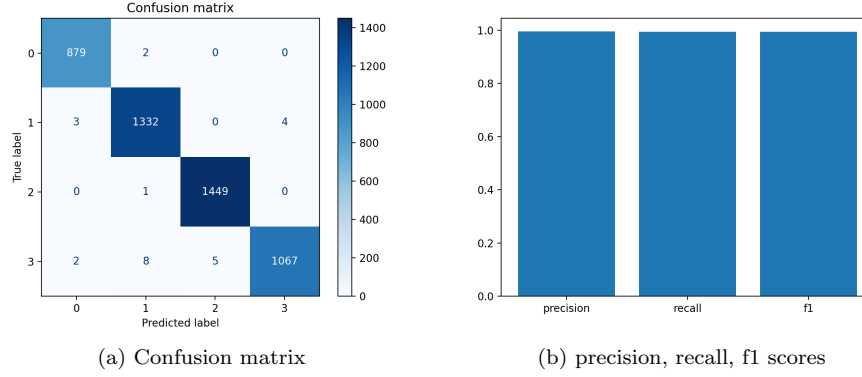 Confusion matrix
True label
0 879 2 0 0
1 3 1332 0 4
2 0 1 1449 0
3 2 8 5 1067
0 1 2 3
Predicted label
1400
1200
1000
800
600
400
200
0
1.0
0.8
0.6
0.4
0.2
0.0
precision recall f1
(a) Confusion matrix
(b) precision, recall, f1 scores